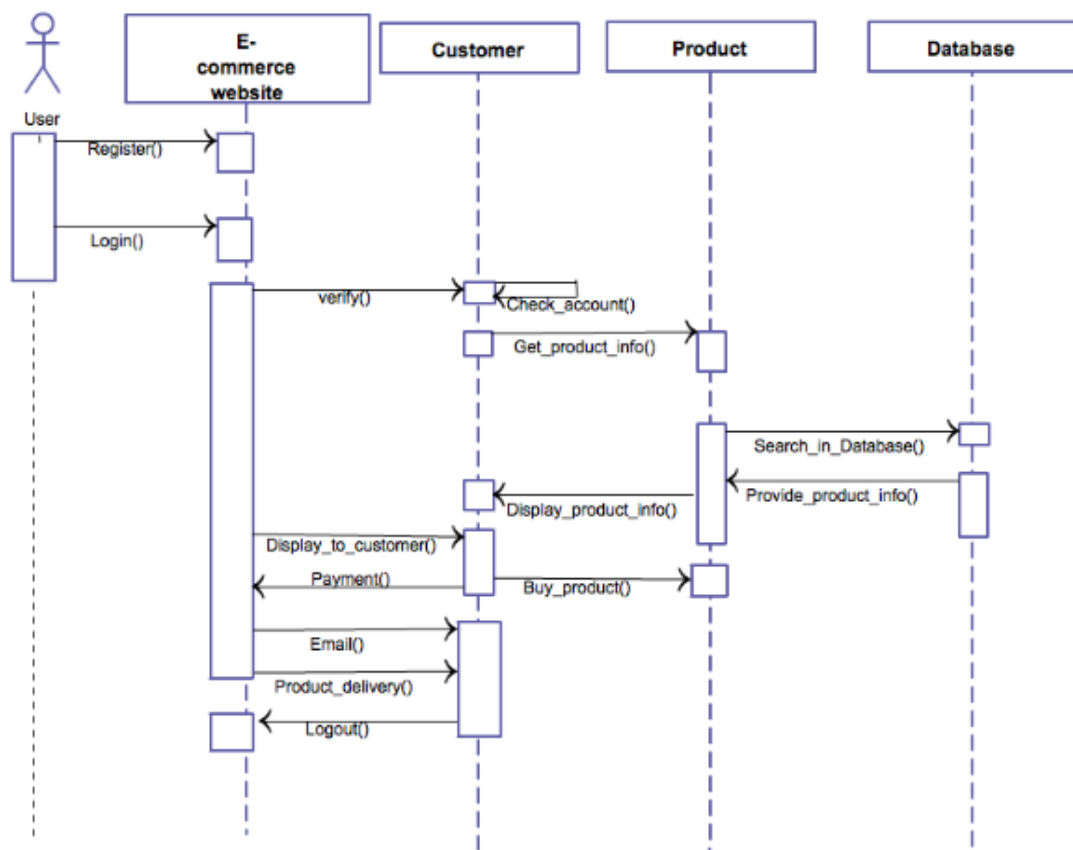 E-
commerce
website
Customer
Product
Database
User
Register()
Login()
verify()
Check_account()
Get_product_info()
Search_in_Database()
Provide_product_info()
Display_product_info()
Display_to_customer()
Payment()
Buy_product()
Email()
Product_delivery()
Logout()